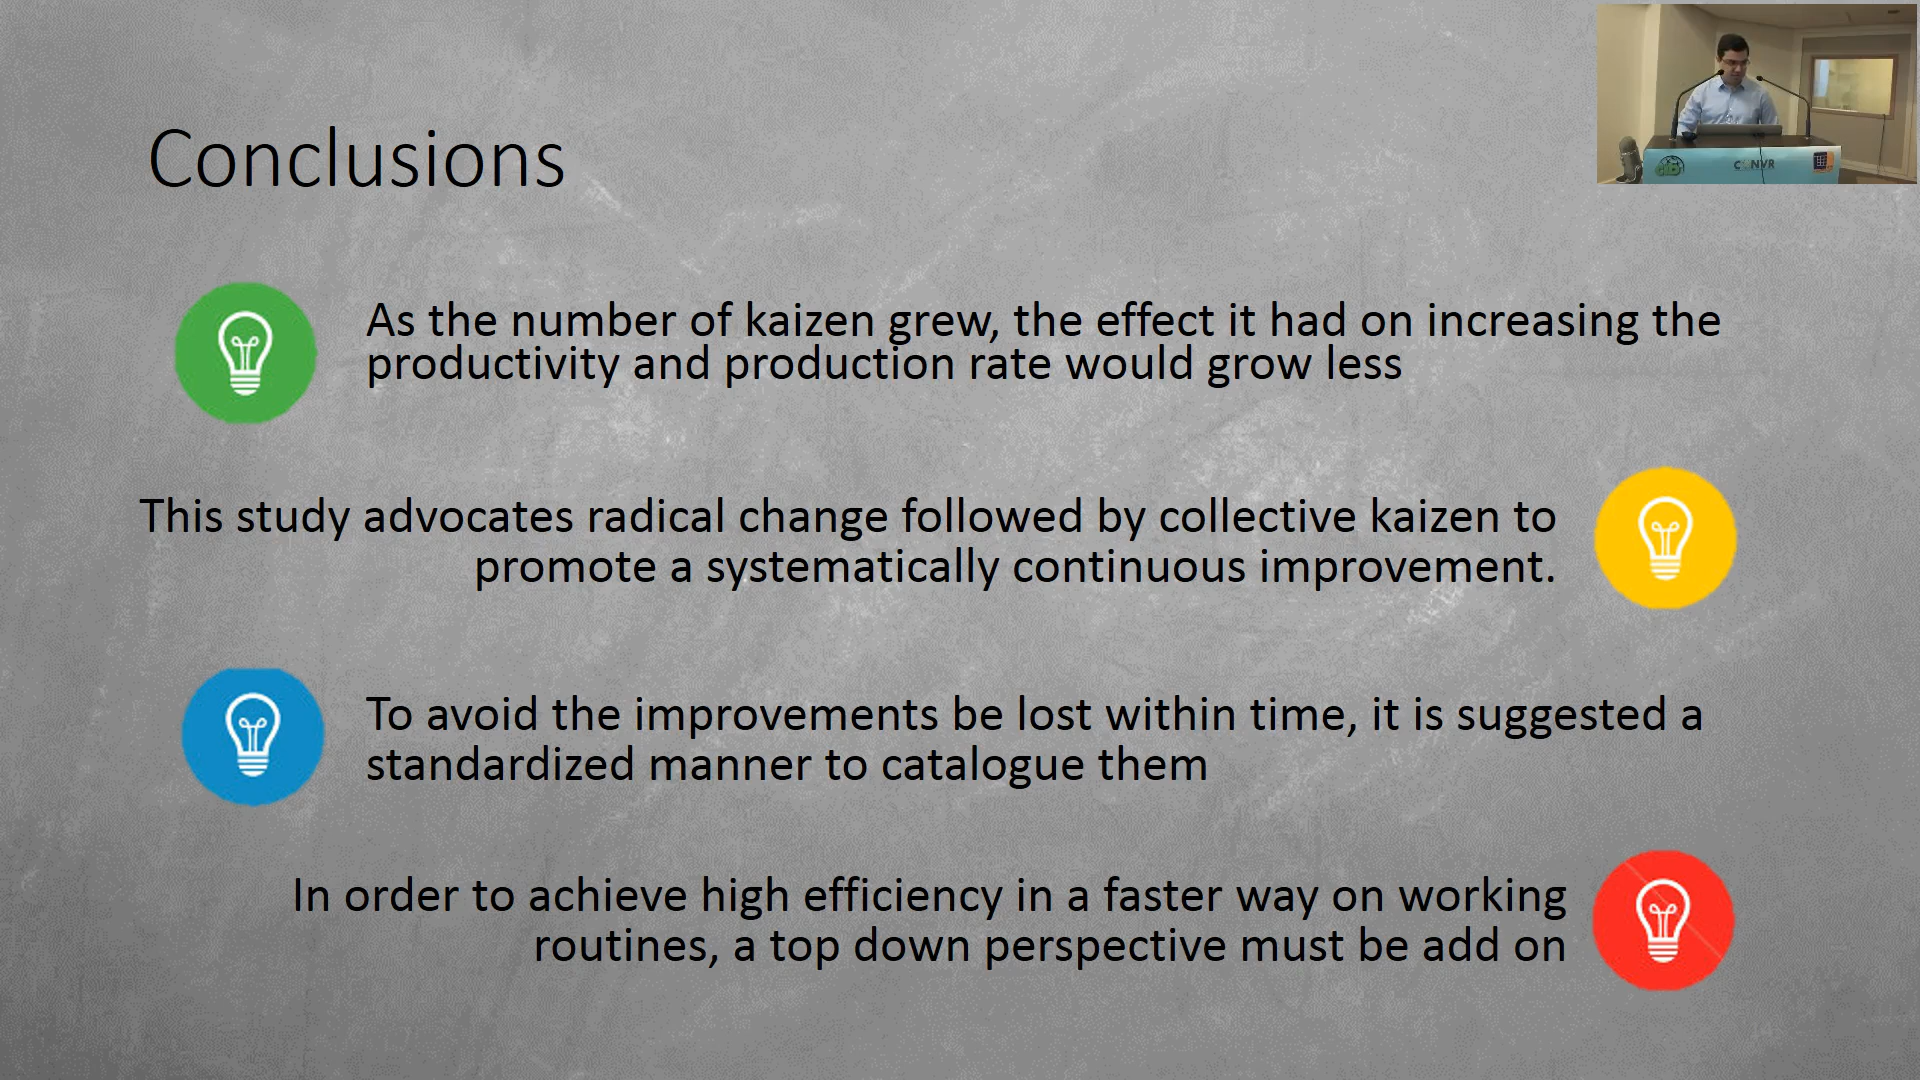 Conclusions
As the number of kaizen grew, the effect it had on increasing the
productivity and production rate would grow less
This study advocates radical change followed by collective kaizen to
promote a systematically continuous improvement.
To avoid the improvements be lost within time, it is suggested a
standardized manner to catalogue them
In order to achieve high efficiency in a faster way on working
routines, a top down perspective must be add on
CONVR